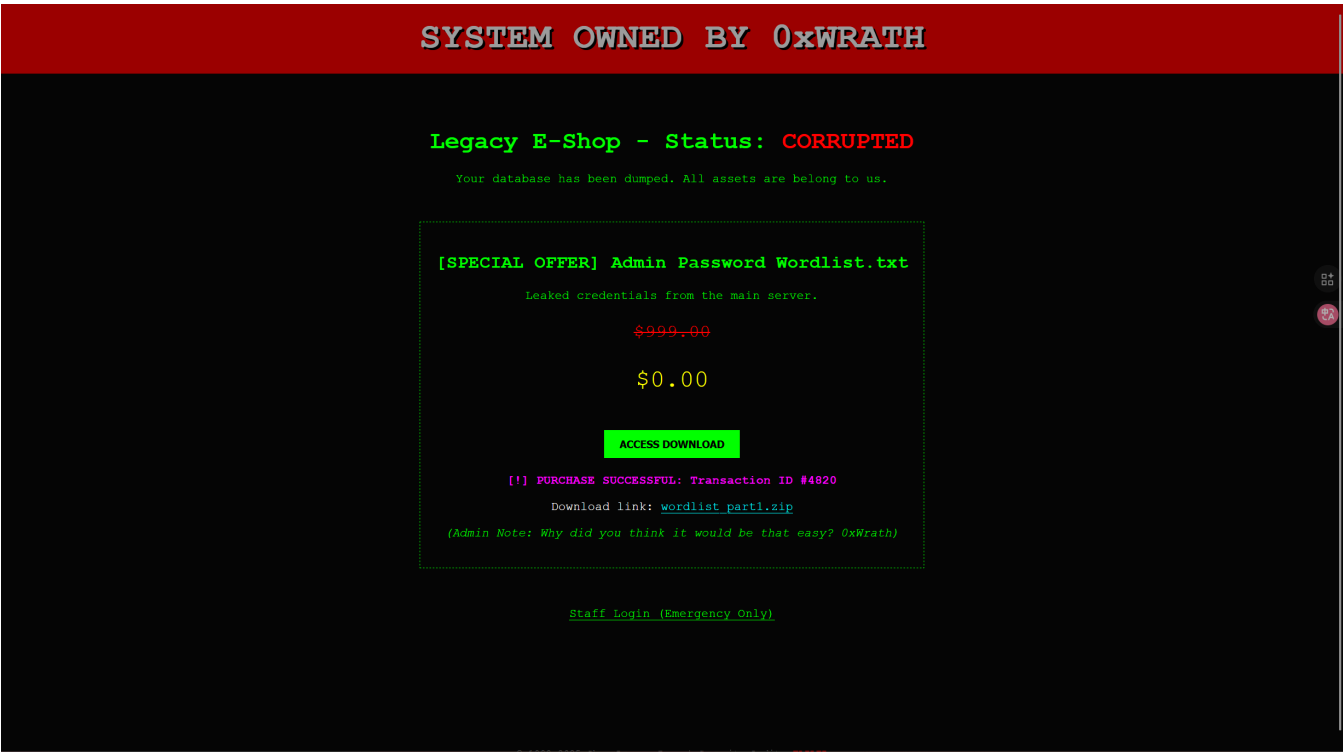 SYSTEM OWNED BY 0xWRATH
Legacy E-Shop - Status: CORRUPTED
Your database has been dumped. All assets are belong to us.
[SPECIAL OFFER] Admin Password Wordlist.txt
Leaked credentials from the main server.
$999.00
$0.00
ACCESS DOWNLOAD
[!] PURCHASE SUCCESSFUL: Transaction ID #4820
Download link: wordlist_part1.zip
(Admin Note: Why did you think it would be that easy? 0xWrath)
Staff Login (Emergency Only)